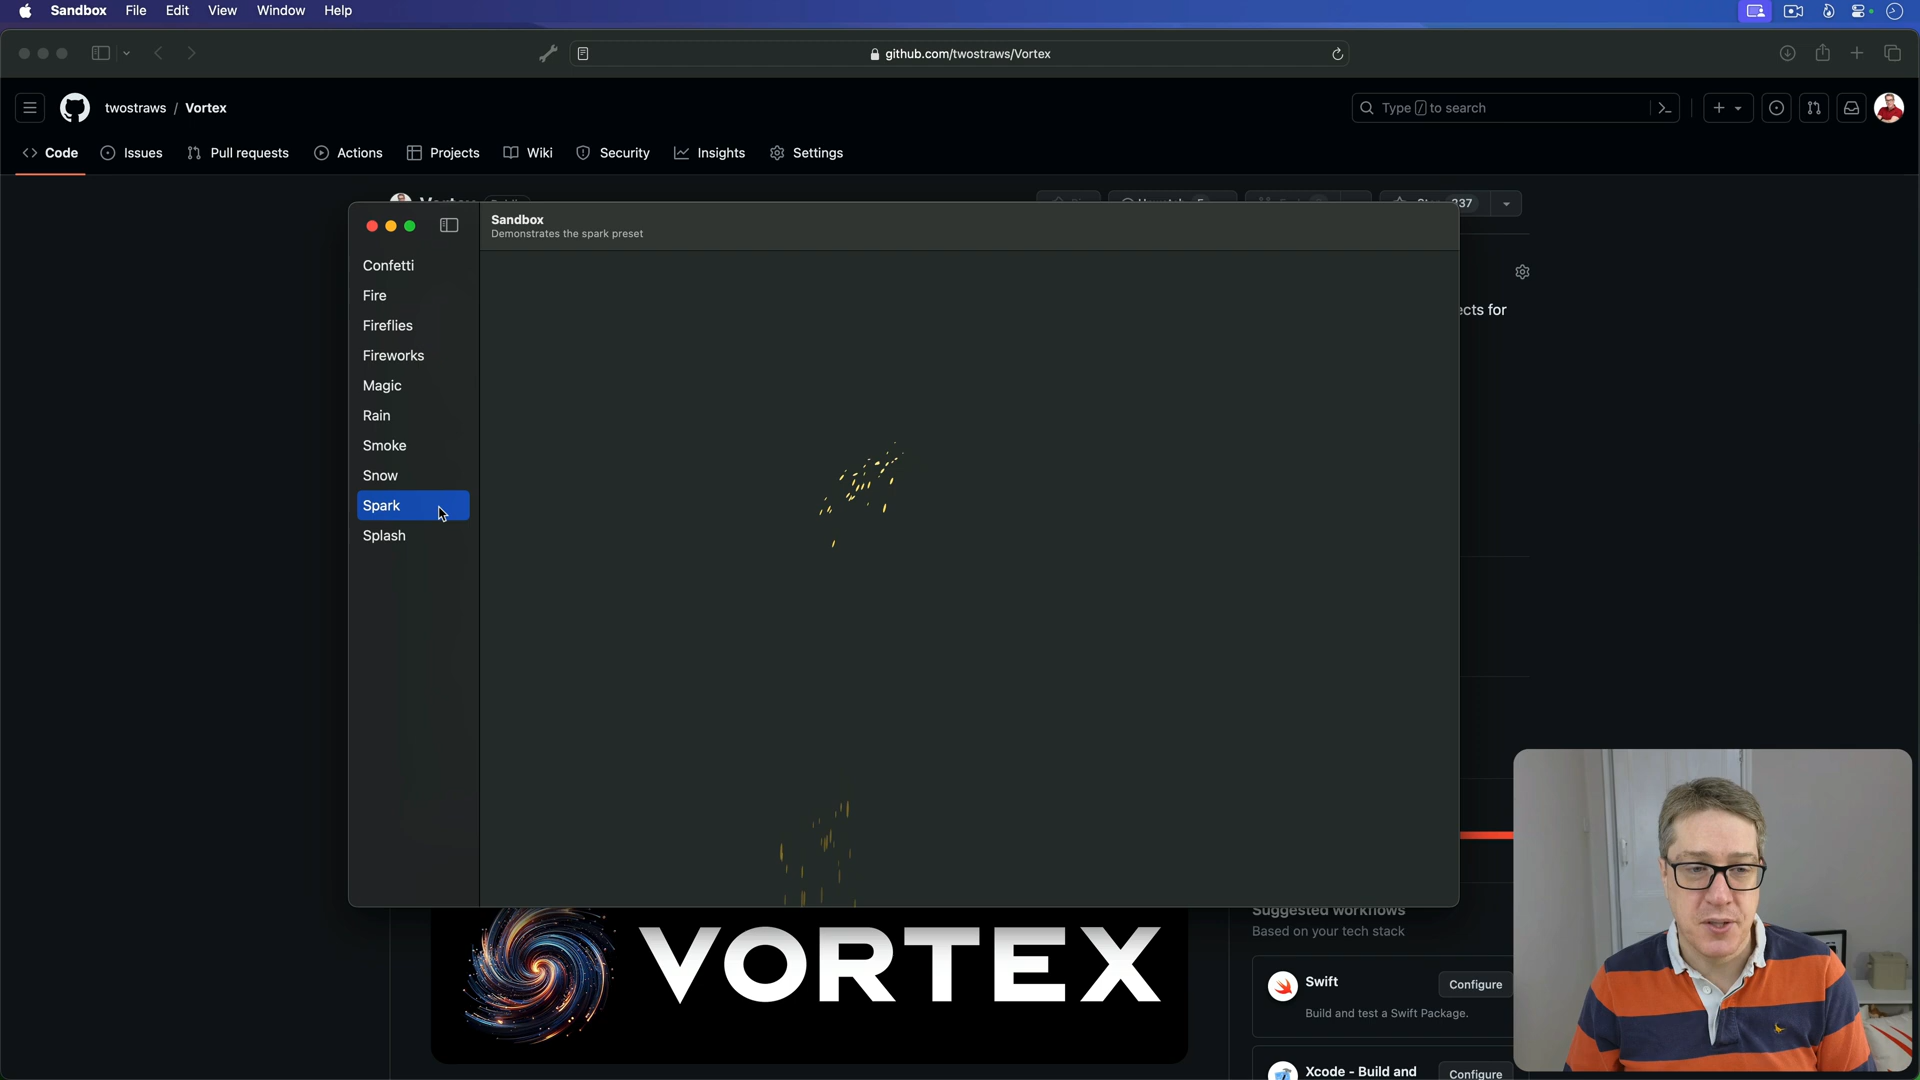 Sandbox File Edit View Window Help
github.com/twostraws/Vortex
twostraws / Vortex
Type / to search
Code Issues Pull requests Actions Projects Wiki Security Insights Settings
337
Sandbox
Demonstrates the spark preset
Confetti
Fire
Fireflies
Fireworks
Magic
Rain
Smoke
Snow
Spark
Splash
ects for
VORTEX
Suggested workflows
Based on your tech stack
Swift
Configure
Build and test a Swift Package.
Xcode - Build and
Configure